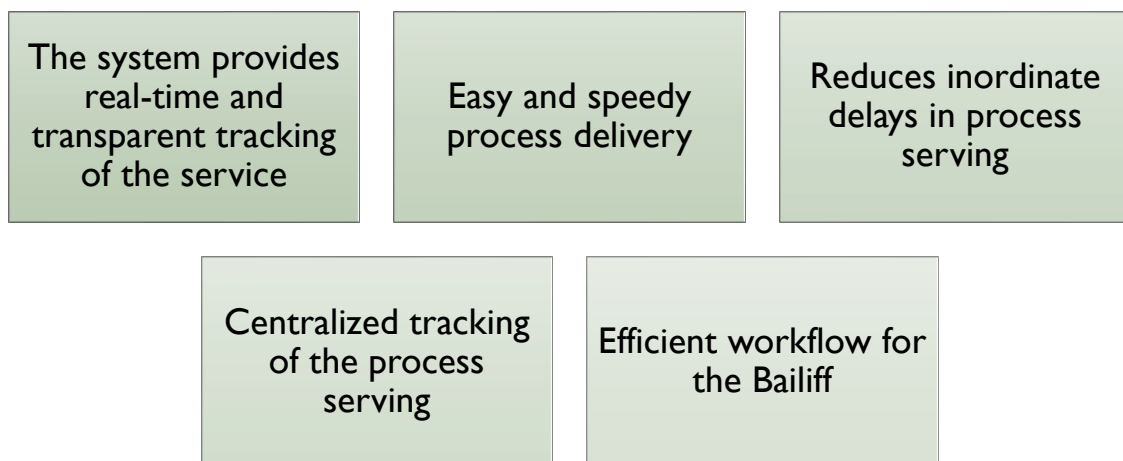 The system provides
real-time and
transparent tracking
of the service
Easy and speedy
process delivery
Reduces inordinate
delays in process
serving
Centralized tracking
of the process
serving
Efficient workflow for
the Bailiff